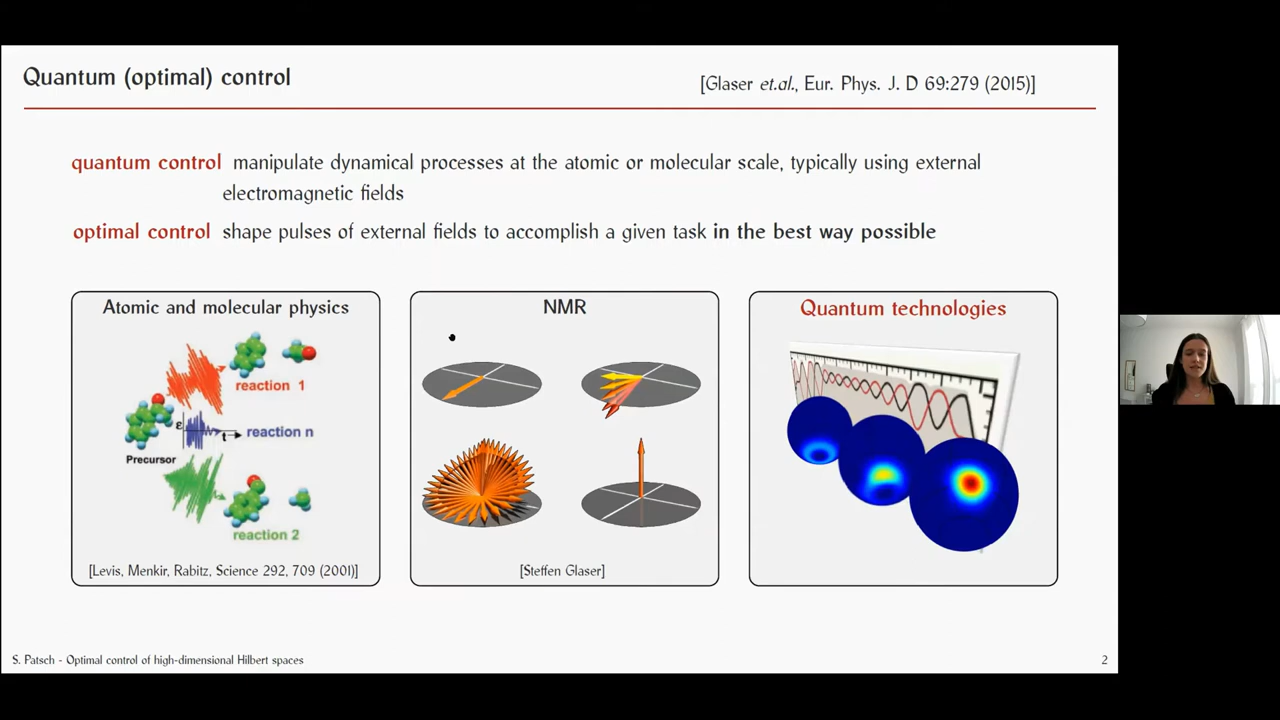 Quantum (optimal) control
[Glaser et.al., Eur. Phys. J. D 69:279 (2015)]
quantum control manipulate dynamical processes at the atomic or molecular scale, typically using external
electromagnetic fields
optimal control shape pulses of external fields to accomplish a given task in the best way possible
Atomic and molecular physics
reaction 1
ε
t
reaction n
Precursor
reaction 2
[Levis, Menkir, Rabitz, Science 292, 709 (2001)]
NMR
[Steffen Glaser]
Quantum technologies
S. Patsch - Optimal control of high-dimensional Hilbert spaces
2